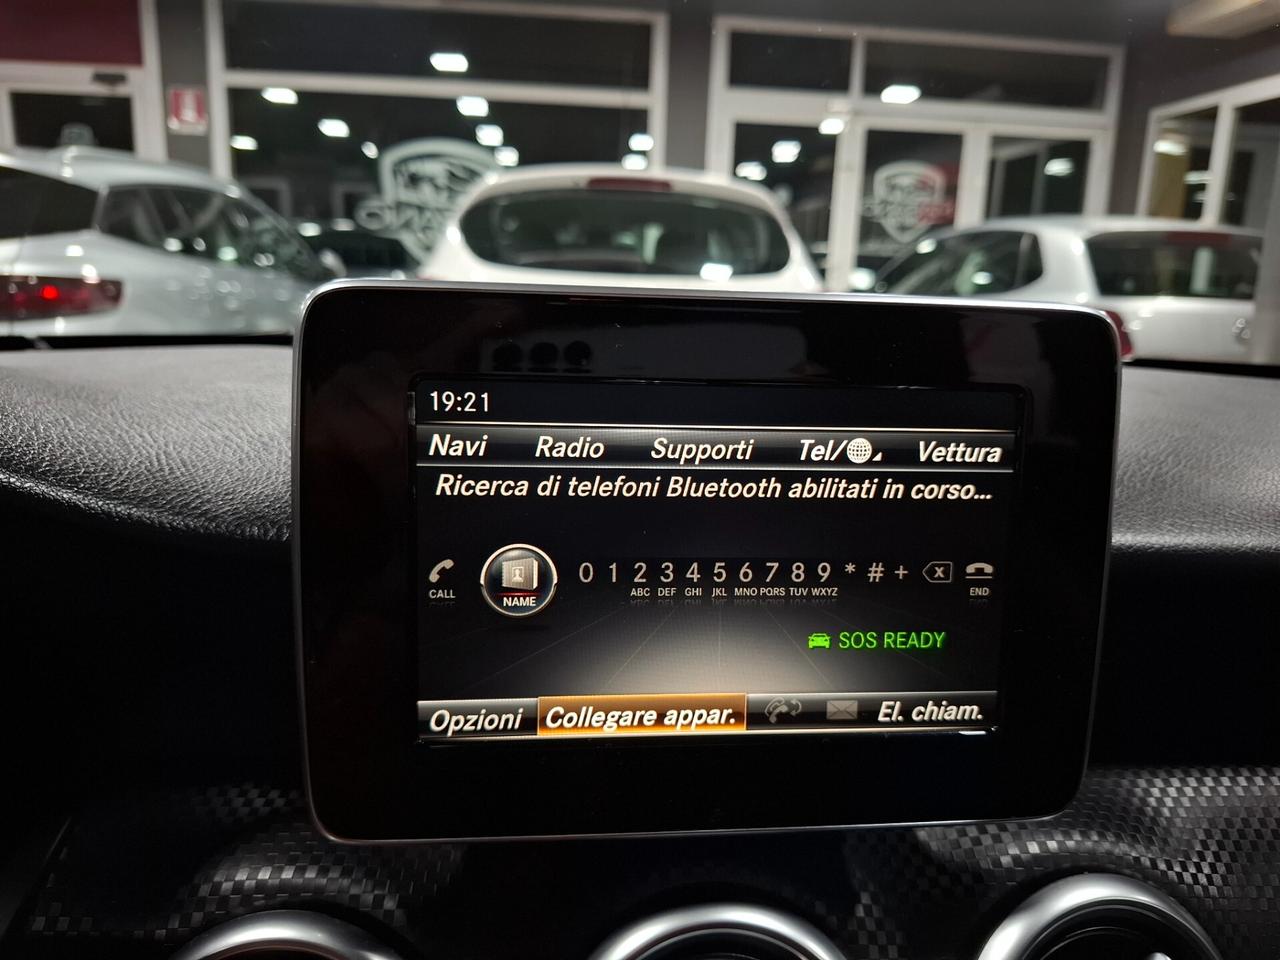 19:21
Navi Radio Supporti Tel/ Vettura
Ricerca di telefoni Bluetooth abilitati in corso...
CALL NAME 0 1 2 3 4 5 6 7 8 9 * # + END
ABC DEF GHI JKL MNO PQRS TUV WXYZ
SOS READY
Opzioni Collegare appar. El. chiam.